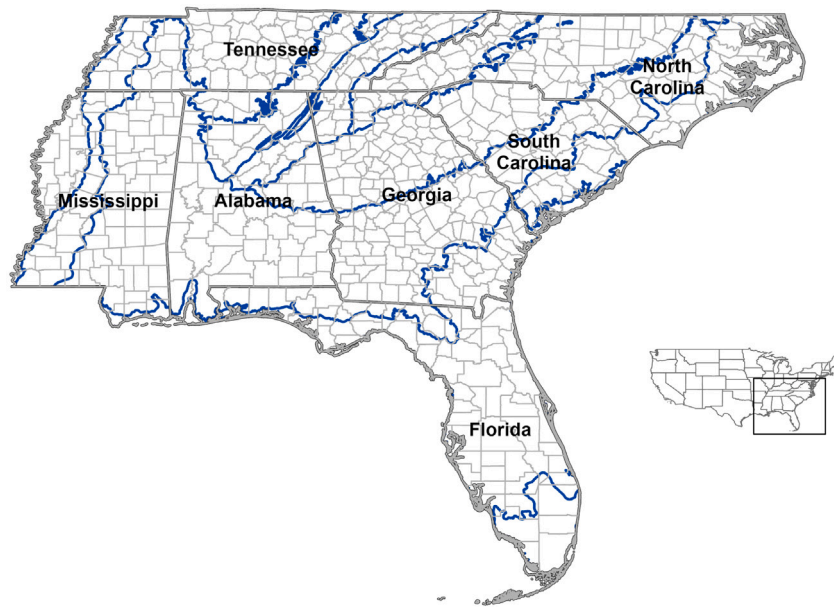 Tennessee
North
Carolina
South
Carolina
Mississippi
Alabama
Georgia
Florida